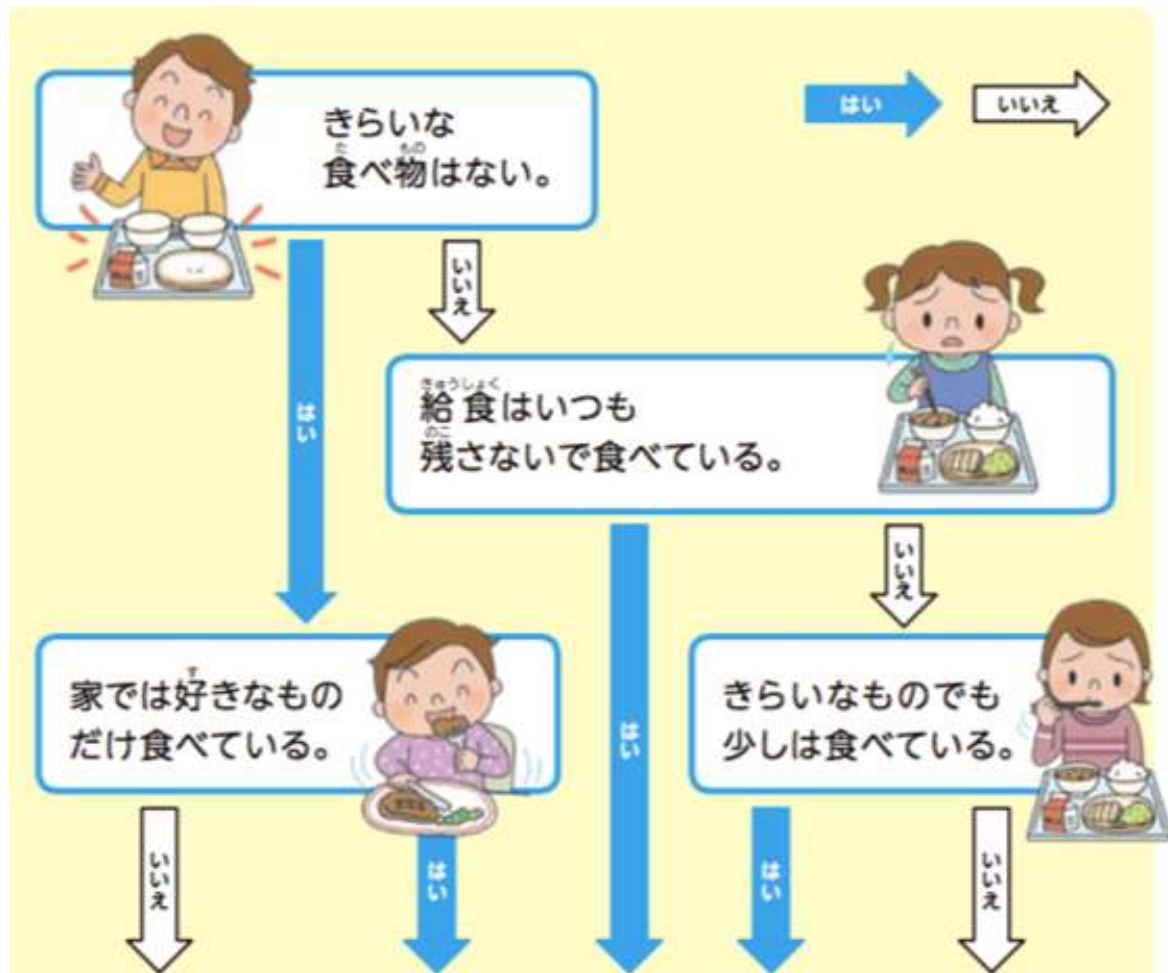 きらいな
食べ物はない。
はい
いいえ
はい
いいえ
給食はいつも
残さないで食べている。
はい
いいえ
家では好きなもの
だけ食べている。
きらいなものでも
少しは食べている。
いいえ
はい
はい
いいえ